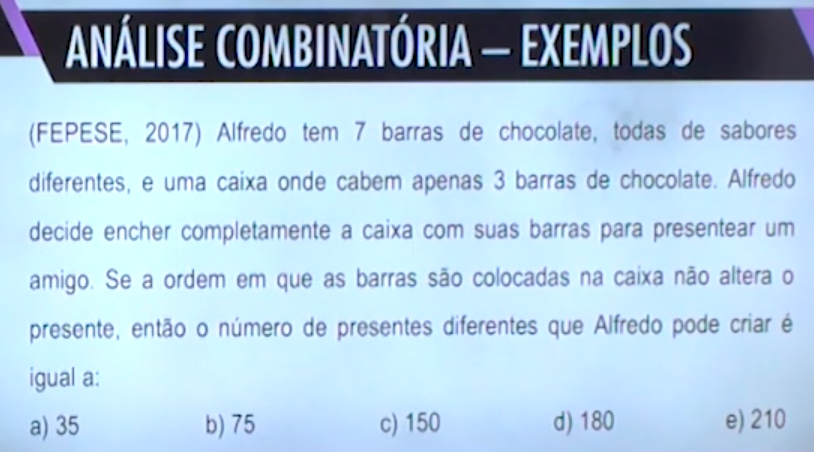 ANÁLISE COMBINATÓRIA – EXEMPLOS
(FEPESE, 2017) Alfredo tem 7 barras de chocolate, todas de sabores
diferentes, e uma caixa onde cabem apenas 3 barras de chocolate. Alfredo
decide encher completamente a caixa com suas barras para presentear um
amigo. Se a ordem em que as barras são colocadas na caixa não altera o
presente, então o número de presentes diferentes que Alfredo pode criar é
igual a:
a) 35 b) 75 c) 150 d) 180 e) 210